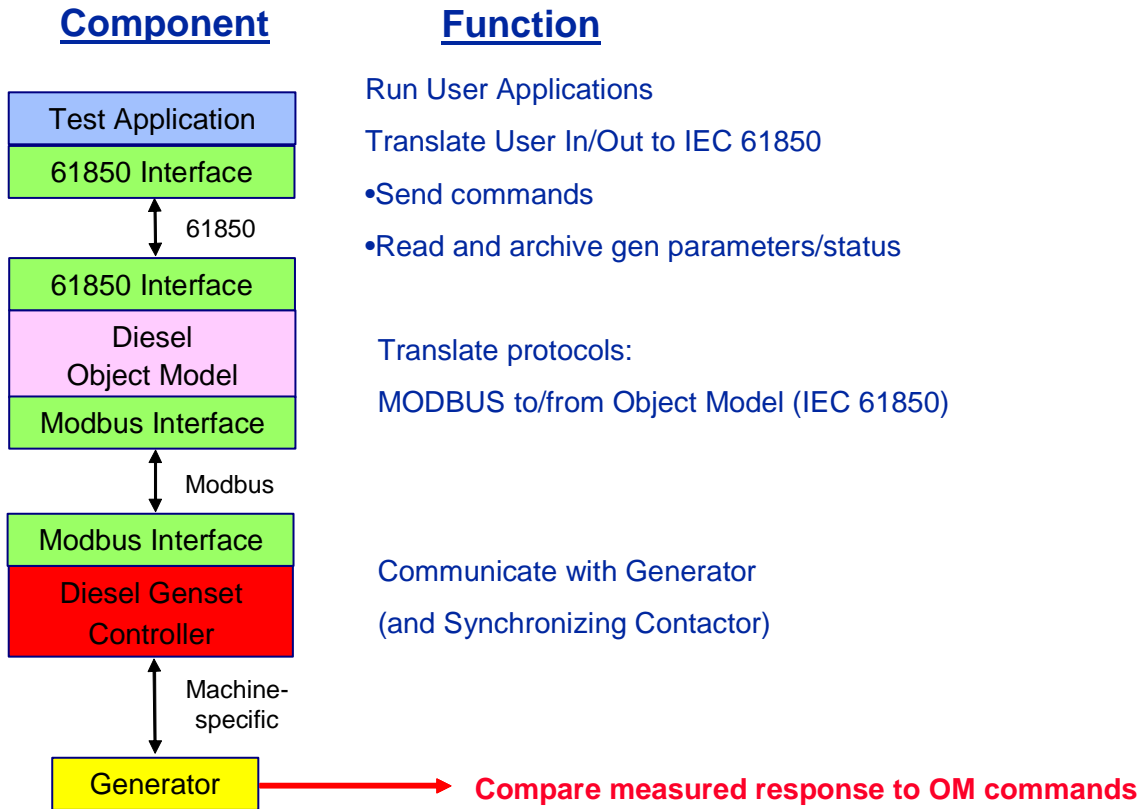 Component
Function
Run User Applications
Test Application
Translate User In/Out to IEC 61850
61850 Interface
•Send commands
61850
•Read and archive gen parameters/status
61850 Interface
Diesel
Object Model
Translate protocols:
MODBUS to/from Object Model (IEC 61850)
Modbus Interface
Modbus
Modbus Interface
Diesel Genset
Controller
Communicate with Generator
(and Synchronizing Contactor)
Machine-
specific
Generator
Compare measured response to OM commands